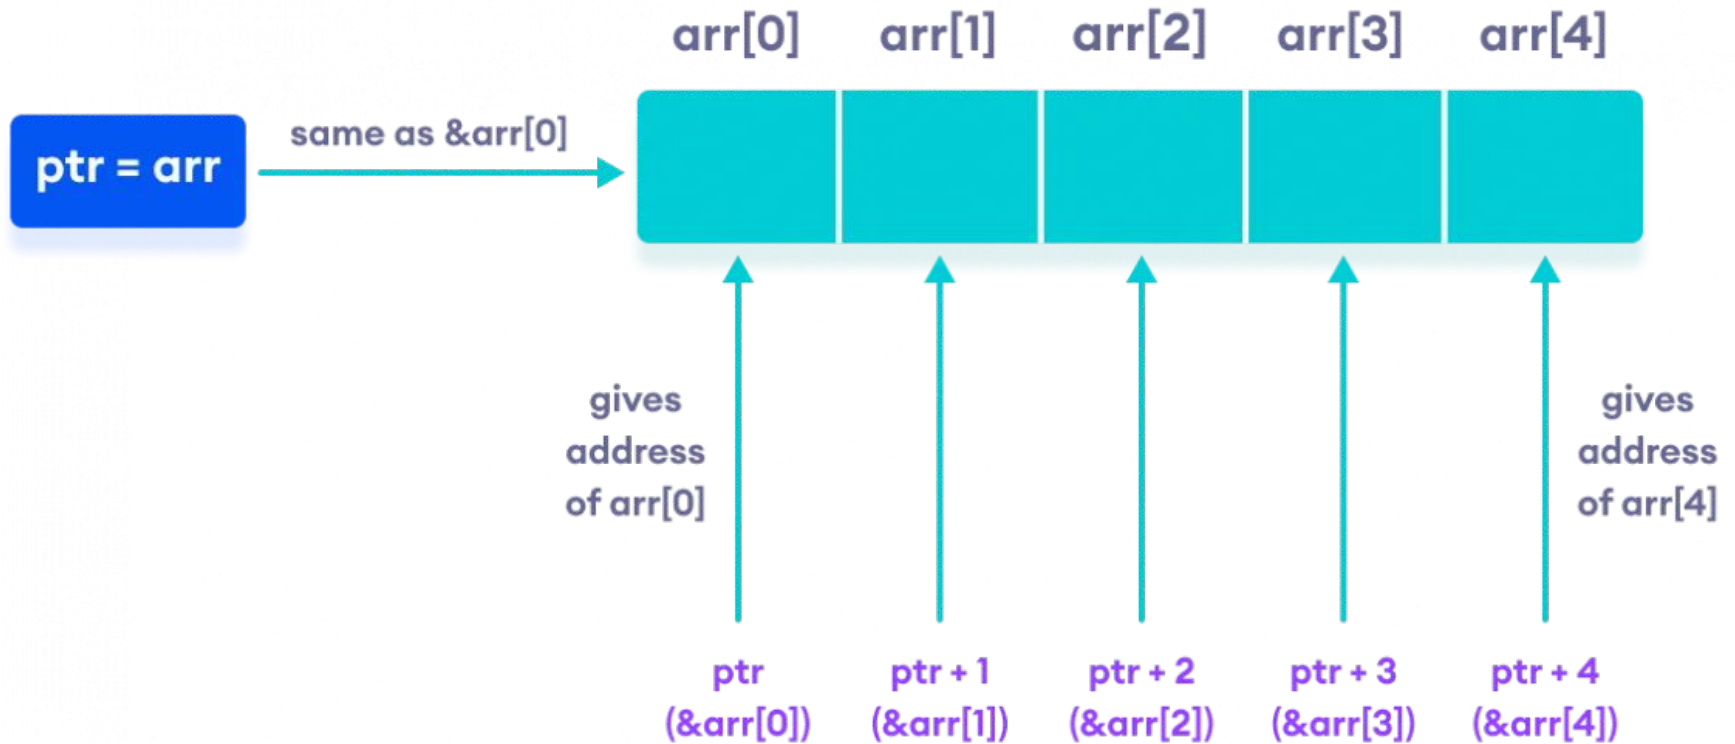 arr[0] arr[1] arr[2] arr[3] arr[4]
ptr = arr
same as &arr[0]
gives
address
of arr[0]
gives
address
of arr[4]
ptr ptr + 1 ptr + 2 ptr + 3 ptr + 4
(&arr[0]) (&arr[1]) (&arr[2]) (&arr[3]) (&arr[4])